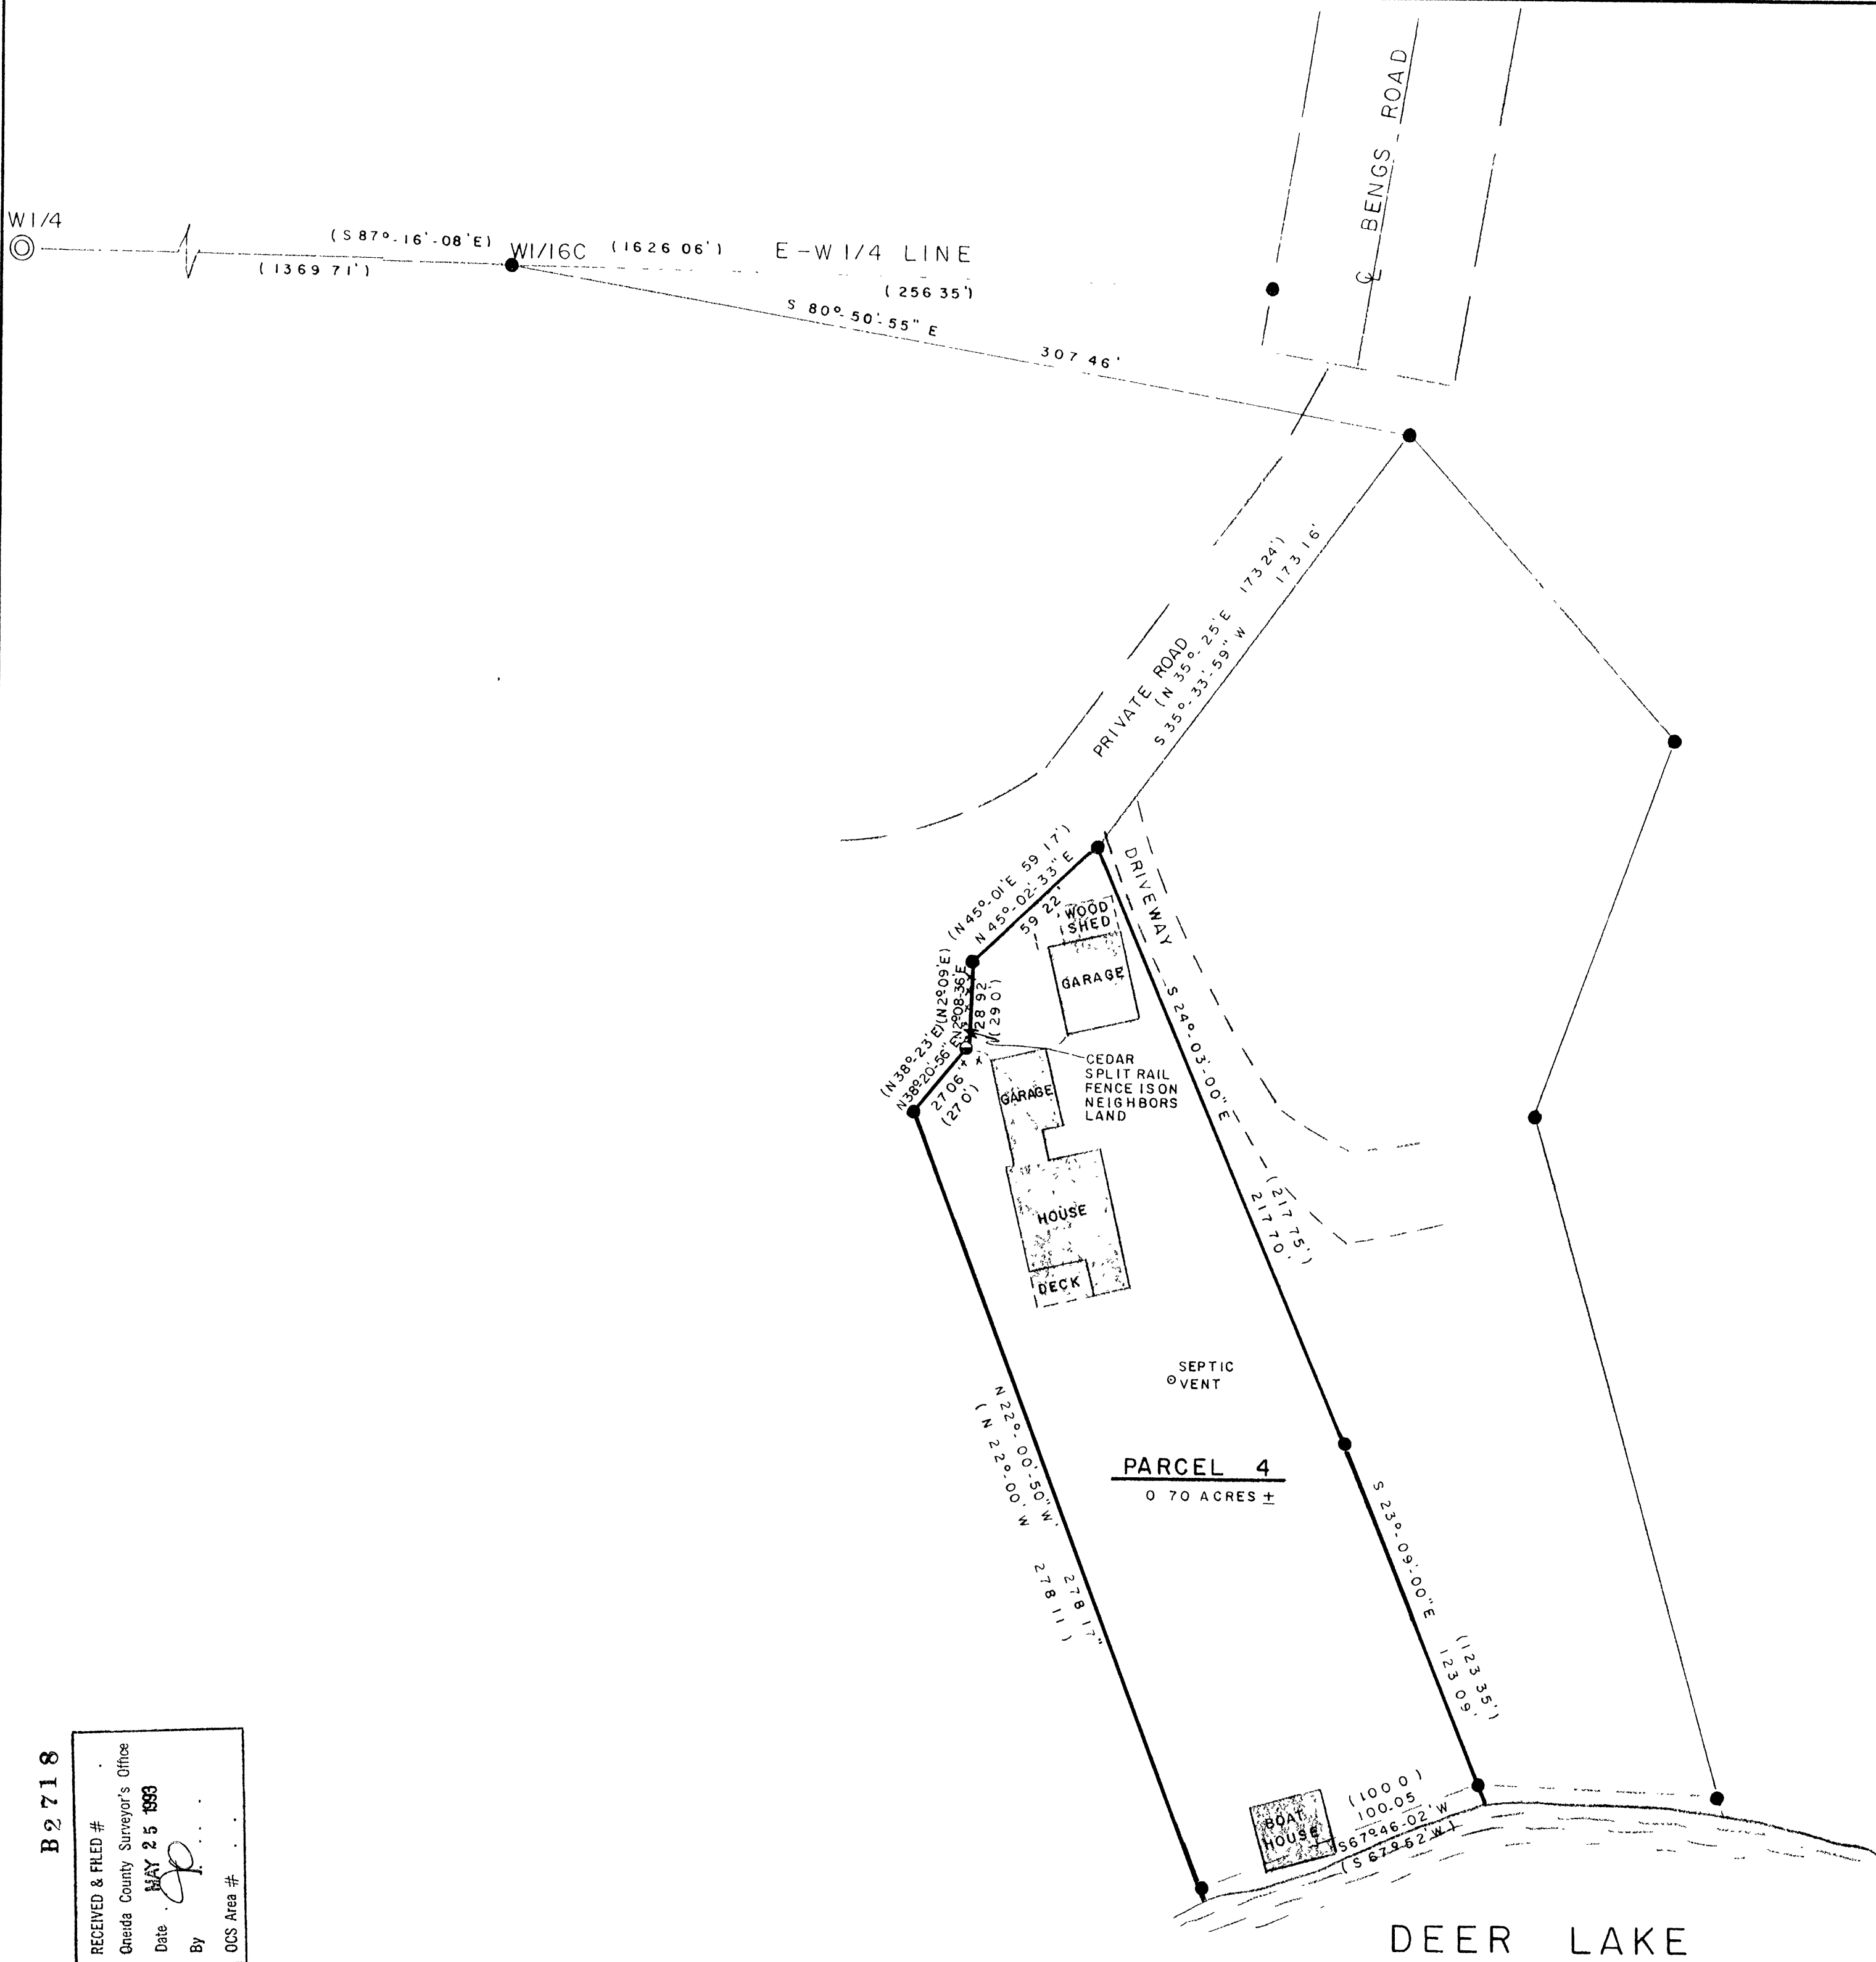 BENGS ROAD
C̵L
W1/4
(S87°-16'-08'E)
W1/16C
(1626 06')
E-W 1/4 LINE
(1369 71')
(256 35')
S 80°-50'-55" E
307 46'
PRIVATE ROAD
(N 35°-25'E 173 24')
S 35°-33'-59" W 173 16'
DRIVEWAY
(N 45°-01'E 59 17')
N 45°-02'-33" E
59 22'
WOOD
SHED
GARAGE
(N2°09'E)
N2°08-36'E
28 92
(29 0')
(N38°-23'E)
N38°20'-56"E
27 06'
(27 0')
CEDAR
SPLIT RAIL
FENCE IS ON
NEIGHBORS
LAND
GARAGE
HOUSE
DECK
S 24°-03'-00" E
(217 75')
217 70'
SEPTIC
VENT
N 22°-00'-50" W 278 17"
(N 22°-00' W 278 11)
PARCEL 4
0 70 ACRES ±
S 23°-09'-00"E
(123 35')
123 09'
BOAT
HOUSE
(100 0)
100.05
S67°46-02' W
(S 67°52' W)
DEER LAKE
B2718
RECEIVED & FILED #
Oneida County Surveyor's Office
Date MAY 25 1993
By
OCS Area #